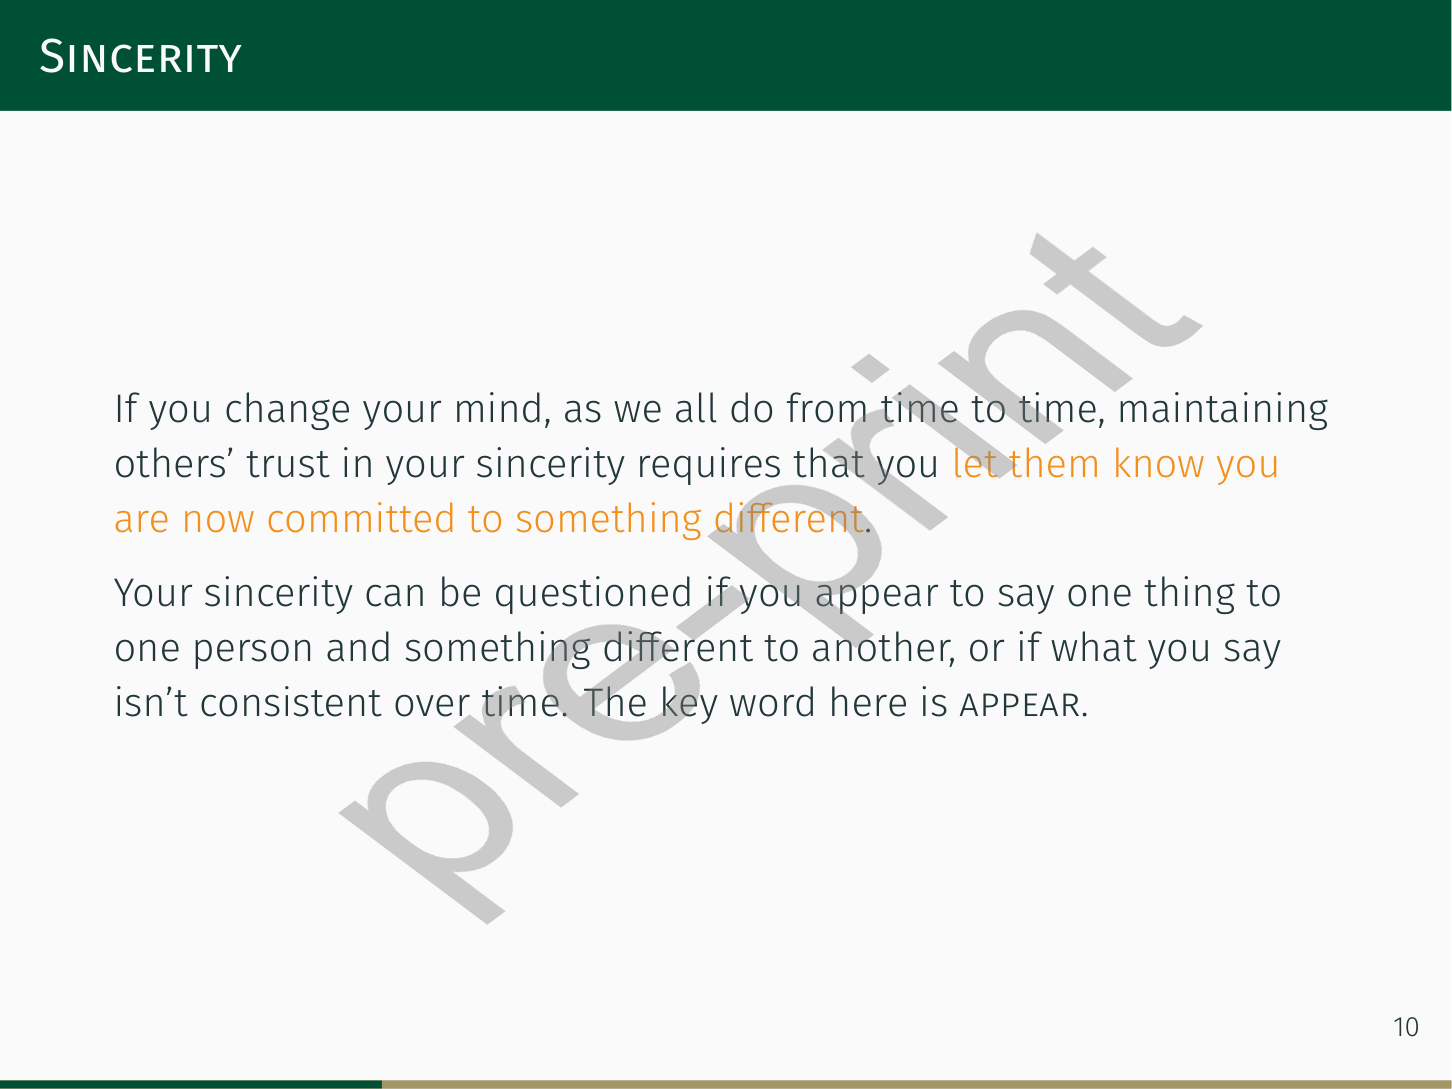 Sincerity
If you change your mind, as we all do from time to time, maintaining
others’ trust in your sincerity requires that you let them know you
are now committed to something different.
Your sincerity can be questioned if you appear to say one thing to
one person and something different to another, or if what you say
isn’t consistent over time. The key word here is APPEAR.
pre-print
10